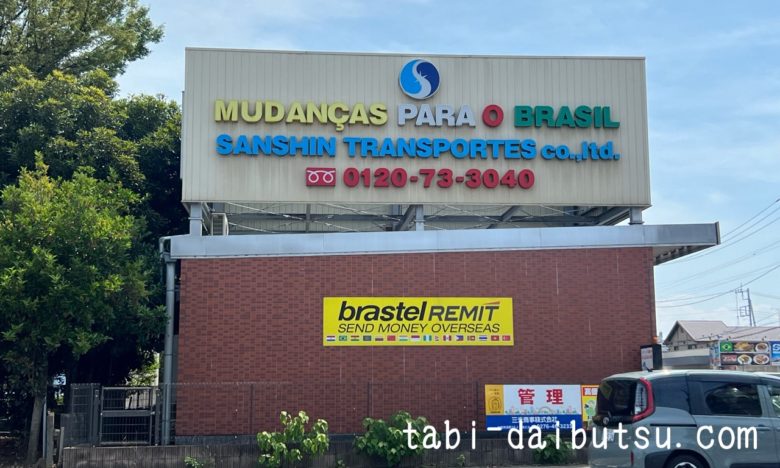 MUDANÇAS PARA O BRASIL
SANSHIN TRANSPORTES co.,ltd.
0120-73-3040
brastel REMIT
SEND MONEY OVERSEAS
管理
tabi-daibutsu.com